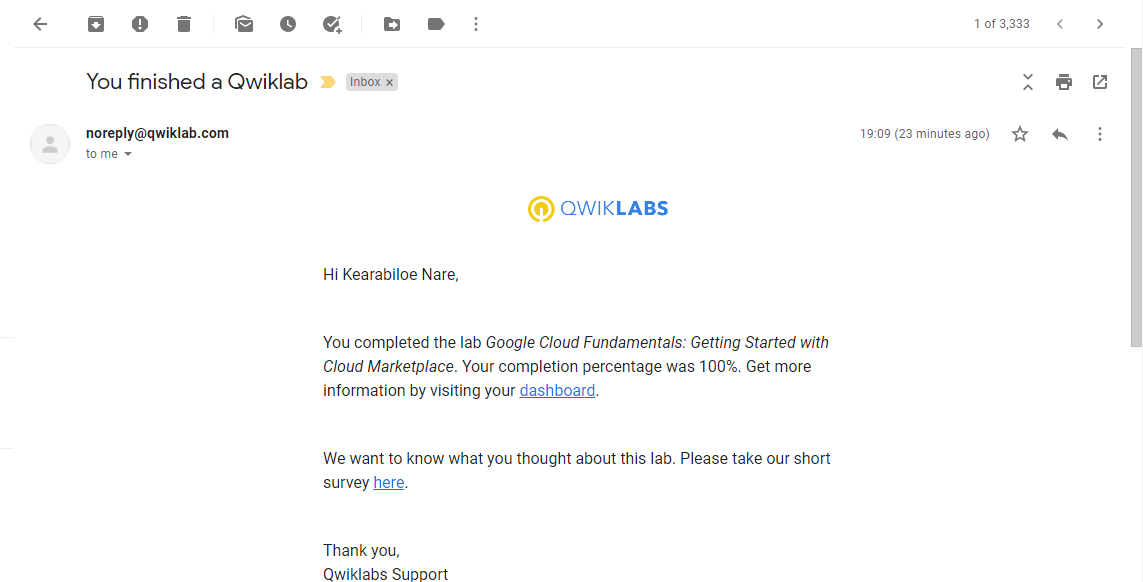 1 of 3,333
You finished a Qwiklab
Inbox ×
noreply@qwiklab.com
19:09 (23 minutes ago)
to me
QWIKLABS
Hi Kearabiloe Nare,
You completed the lab Google Cloud Fundamentals: Getting Started with
Cloud Marketplace. Your completion percentage was 100%. Get more
information by visiting your dashboard.
We want to know what you thought about this lab. Please take our short
survey here.
Thank you,
Qwiklabs Support